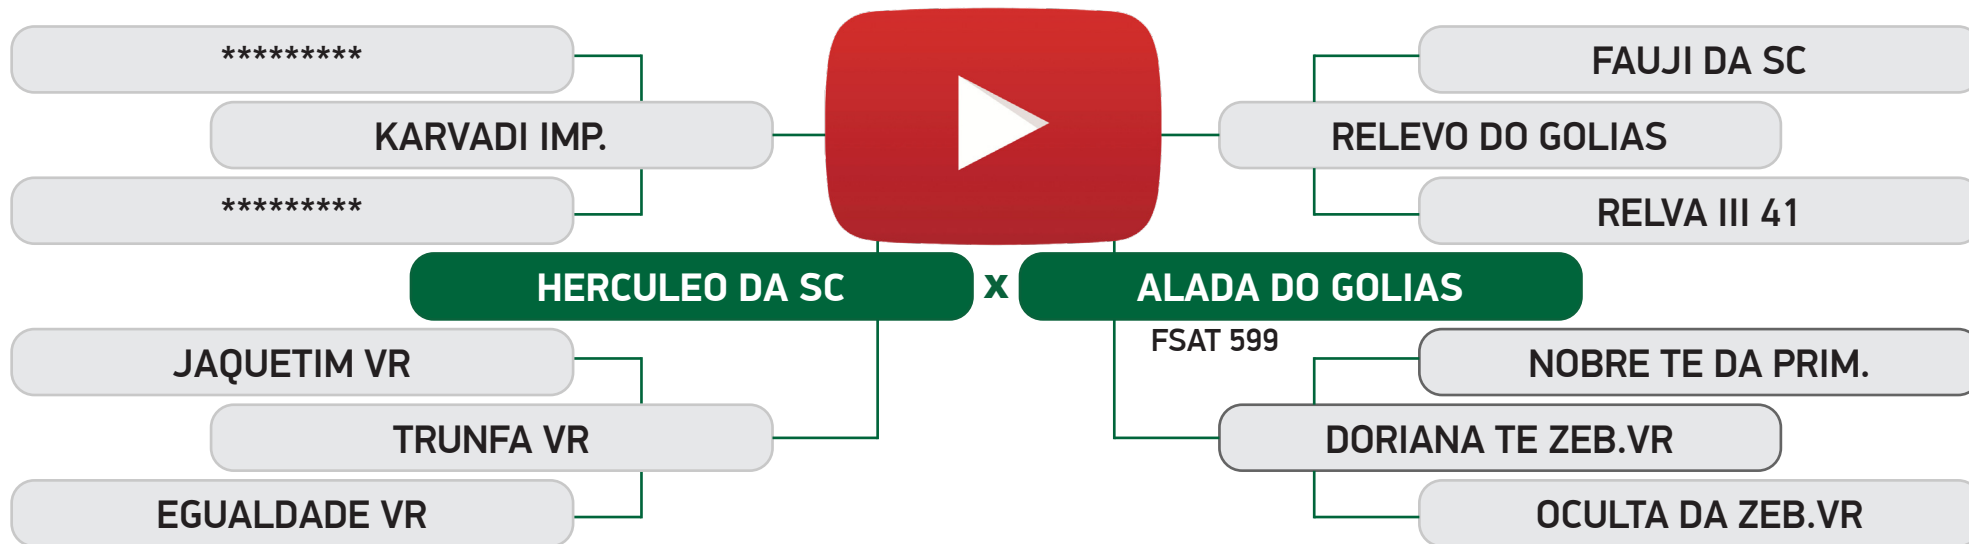 *********
FAUJI DA SC
KARVADI IMP.
RELEVO DO GOLIAS
*********
RELVA III 41
HERCULEO DA SC x ALADA DO GOLIAS
FSAT 599
JAQUETIM VR
NOBRE TE DA PRIM.
TRUNFA VR
DORIANA TE ZEB.VR
EGUALDADE VR
OCULTA DA ZEB.VR